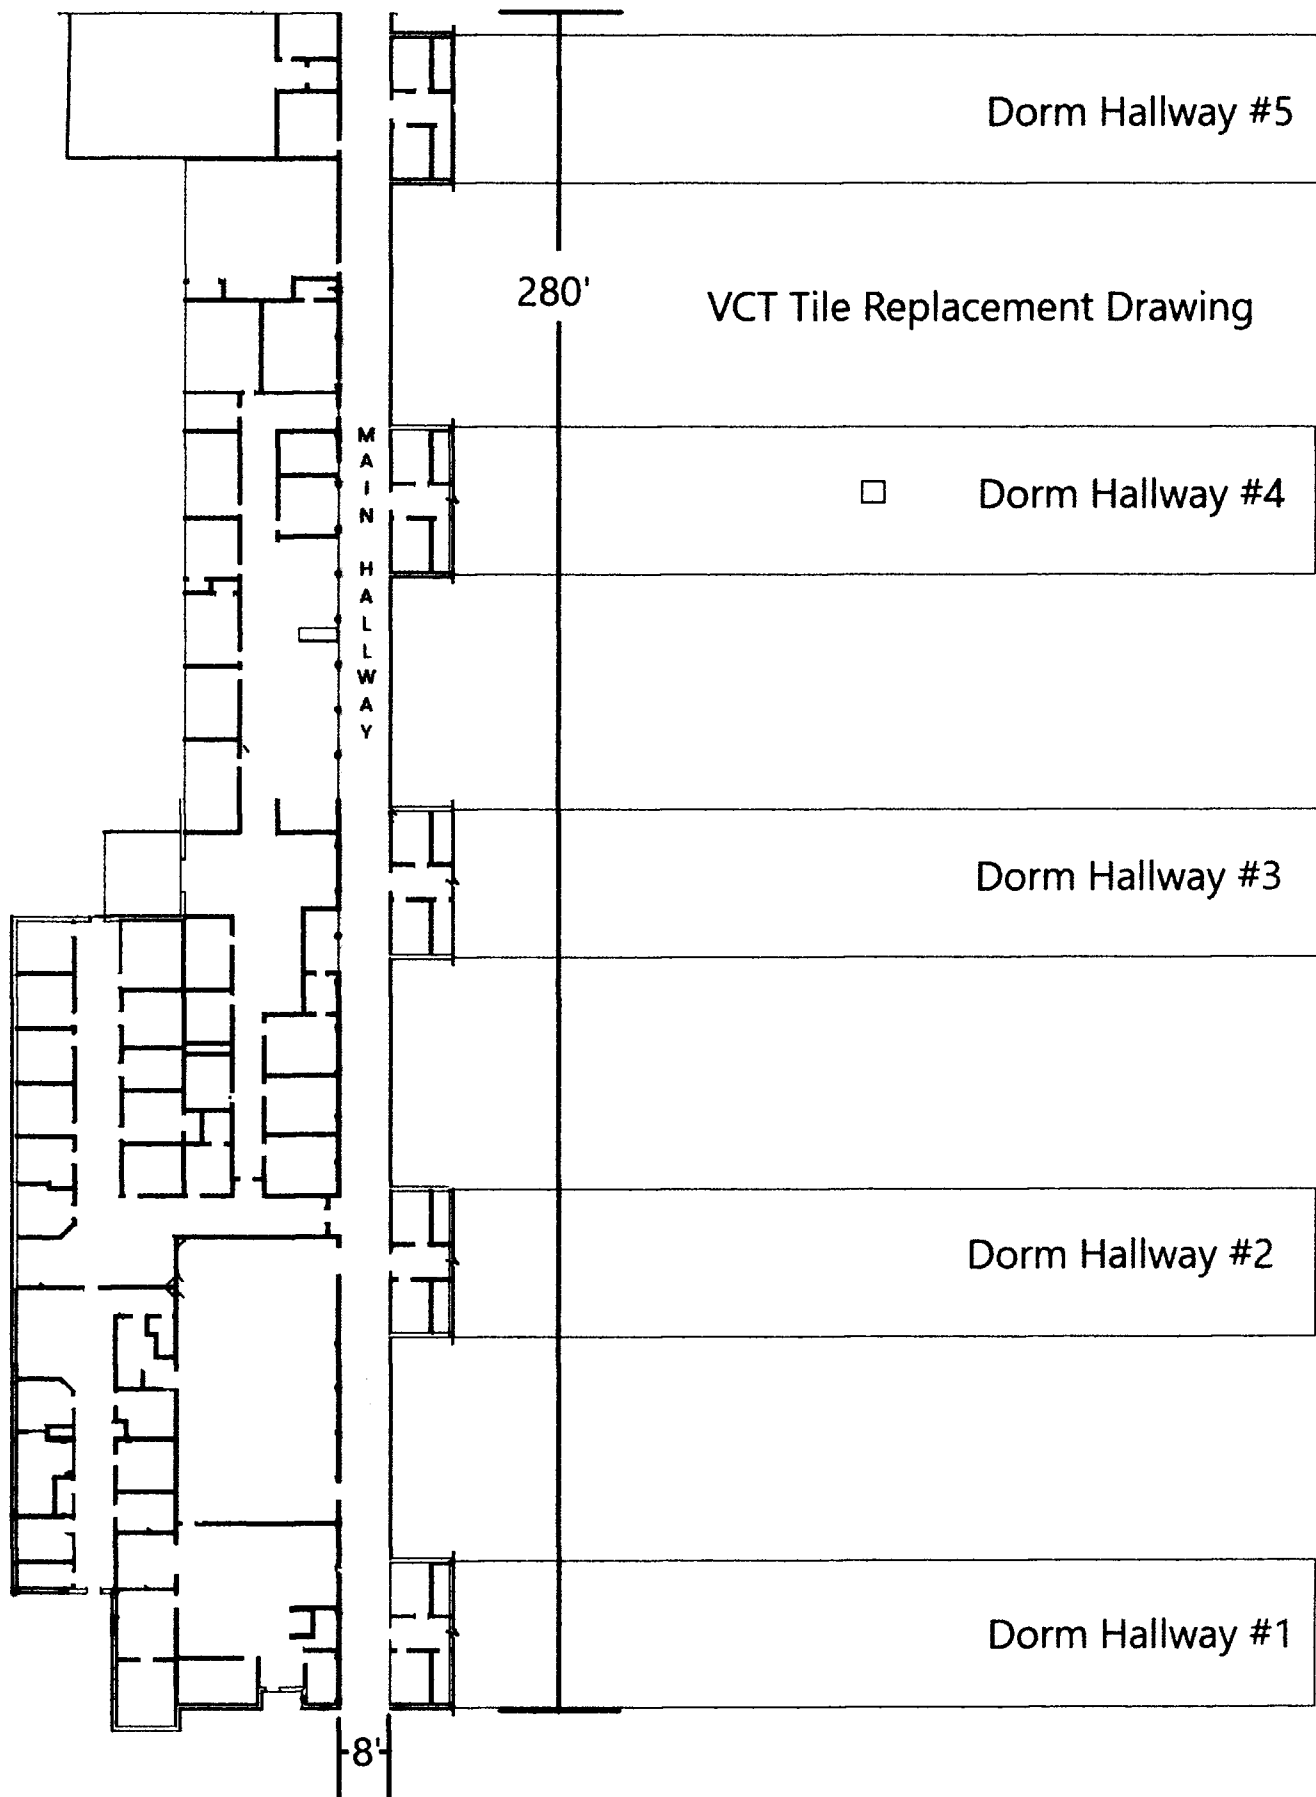 Dorm Hallway #5
280'
VCT Tile Replacement Drawing
MAIN HALLWAY
Dorm Hallway #4
Dorm Hallway #3
Dorm Hallway #2
Dorm Hallway #1
8'